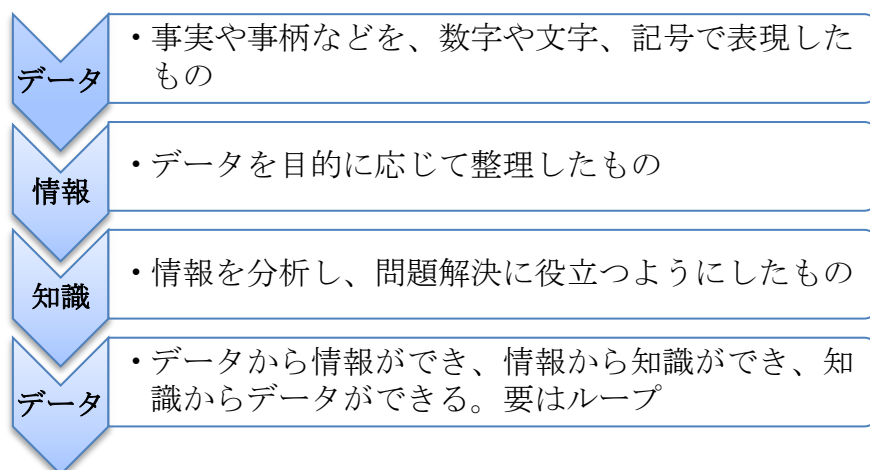 データ
・事実や事柄などを、数字や文字、記号で表現した
もの
情報
・データを目的に応じて整理したもの
知識
・情報を分析し、問題解決に役立つようにしたもの
データ
・データから情報ができ、情報から知識ができ、知
識からデータができる。要はループ